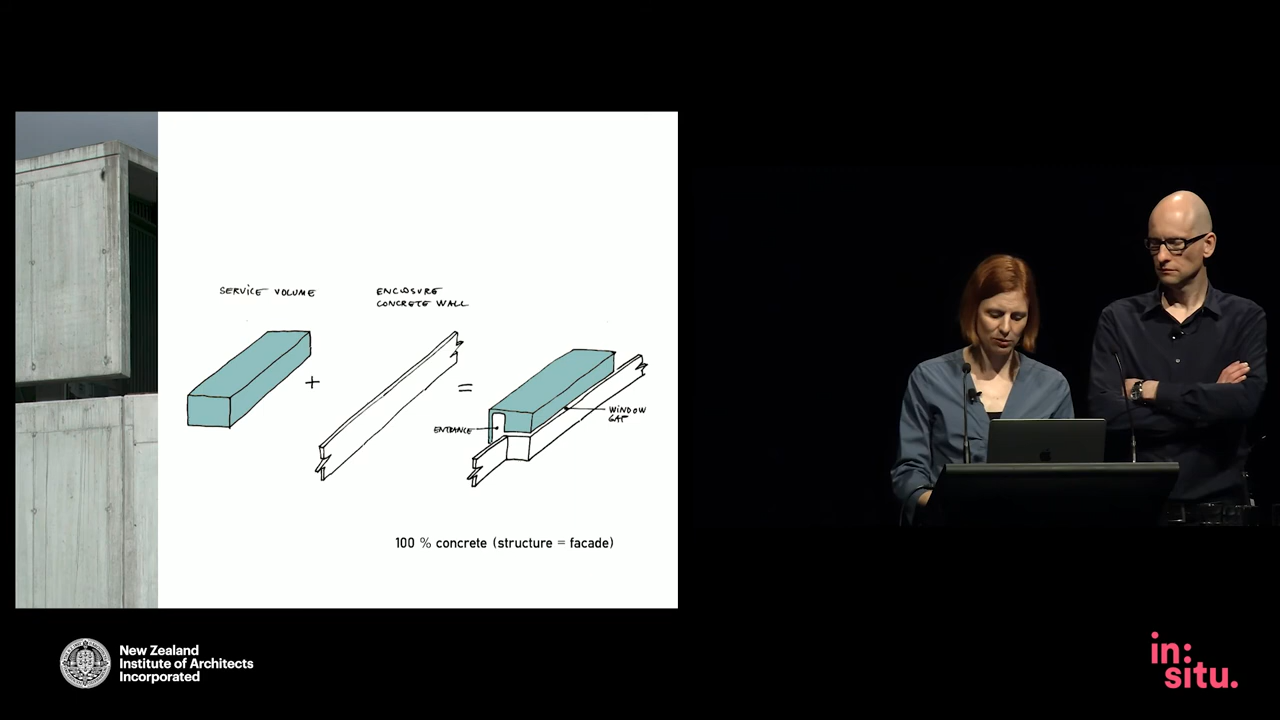 SERVICE VOLUME
ENCLOSURE
CONCRETE WALL
+
=
ENTRANCE
WINDOW
GAP
100 % concrete (structure = facade)
New Zealand
Institute of Architects
Incorporated
in:
situ.